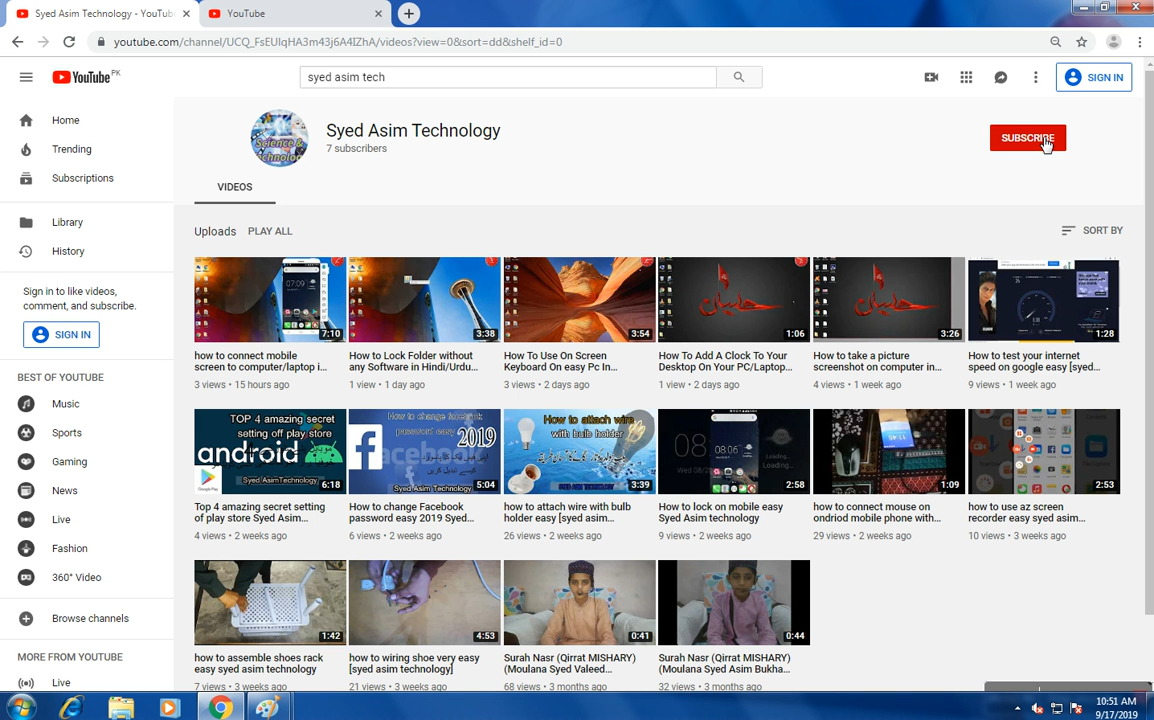 Syed Asim Technology - YouTube
YouTube
youtube.com/channel/UCQ_FsEUIqHA3m43j6A4IZhA/videos?view=0&sort=dd&shelf_id=0
YouTube PK
syed asim tech
SIGN IN
Home
Trending
Subscriptions
Library
History
Sign in to like videos,
comment, and subscribe.
SIGN IN
BEST OF YOUTUBE
Music
Sports
Gaming
News
Live
Fashion
360° Video
Browse channels
MORE FROM YOUTUBE
Live
Science &
Technology
Syed Asim Technology
7 subscribers
SUBSCRIBE
VIDEOS
Uploads PLAY ALL
SORT BY
07:09
7:10
how to connect mobile
screen to computer/laptop i...
3 views • 15 hours ago
3:38
How to Lock Folder without
any Software in Hindi/Urdu...
1 view • 1 day ago
3:54
How To Use On Screen
Keyboard On easy Pc In...
3 views • 2 days ago
1:06
How To Add A Clock To Your
Desktop On Your PC/Laptop...
1 view • 2 days ago
3:26
How to take a picture
screenshot on computer in...
4 views • 1 week ago
1:28
How to test your internet
speed on google easy [syed...
9 views • 1 week ago
TOP 4 amazing secret
setting off play store
android
Google Play
Syed AsimTechnology
6:18
Top 4 amazing secret setting
of play store Syed Asim...
4 views • 2 weeks ago
How to change facebook
password easy
2019
Syed Asim Technology
5:04
How to change Facebook
password easy 2019 Syed...
6 views • 2 weeks ago
How to attach wire
with bulb holder
3:39
how to attach wire with bulb
holder easy [syed asim...
26 views • 2 weeks ago
08:06
Loading...
2:58
How to lock on mobile easy
Syed Asim technology
9 views • 2 weeks ago
1:09
how to connect mouse on
ondriod mobile phone with...
29 views • 2 weeks ago
2:53
how to use az screen
recorder easy syed asim...
10 views • 3 weeks ago
1:42
how to assemble shoes rack
easy syed asim technology
7 views • 3 weeks ago
4:53
how to wiring shoe very easy
[syed asim technology]
21 views • 3 weeks ago
0:41
Surah Nasr (Qirrat MISHARY)
(Moulana Syed Valeed...
68 views • 3 months ago
0:44
Surah Nasr (Qirrat MISHARY)
(Moulana Syed Asim Bukha...
32 views • 3 months ago
10:51 AM
9/17/2019